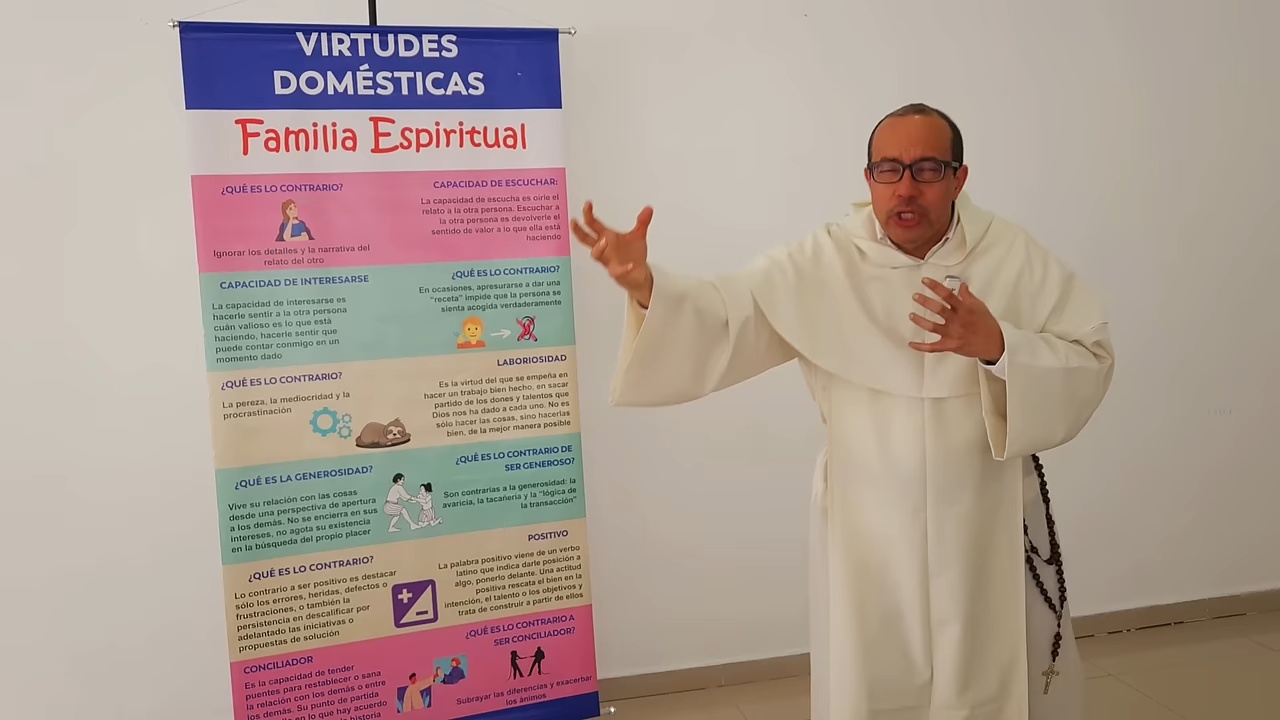 VIRTUDES
DOMÉSTICAS
Familia Espiritual
¿QUÉ ES LO CONTRARIO?
Ignorar los detalles y la narrativa del
relato del otro
CAPACIDAD DE ESCUCHAR:
La capacidad de escucha es oirle el
relato a la otra persona. Escuchar a
la otra persona es devolverle el
sentido de valor a lo que ella está
haciendo
CAPACIDAD DE INTERESARSE
La capacidad de interesarse es
hacerle sentir a la otra persona
cuán valioso es lo que está
haciendo, hacerle sentir que
puede contar conmigo en un
momento dado
¿QUÉ ES LO CONTRARIO?
En ocasiones, apresurarse a dar una
"receta" impide que la persona se
sienta acogida verdaderamente
¿QUÉ ES LO CONTRARIO?
La pereza, la mediocridad y la
procrastinación
LABORIOSIDAD
Es la virtud del que se empeña en
hacer un trabajo bien hecho, en sacar
partido de los dones y talentos que
Dios nos ha dado a cada uno. No es
sólo hacer las cosas, sino hacerlas
bien, de la mejor manera posible
¿QUÉ ES LA GENEROSIDAD?
Vive su relación con las cosas
desde una perspectiva de apertura
a los demás. No se encierra en sus
intereses, no agota su existencia
en la búsqueda del propio placer
¿QUÉ ES LO CONTRARIO DE
SER GENEROSO?
Son contrarias a la generosidad: la
avaricia, la tacañería y la "lógica de
la transacción"
¿QUÉ ES LO CONTRARIO?
Lo contrario a ser positivo es destacar
sólo los errores, heridas, defectos o
frustraciones, o también la
persistencia en descalificar por
adelantado las iniciativas o
propuestas de solución
POSITIVO
La palabra positivo viene de un verbo
latino que indica darle posición a
algo, ponerlo delante. Una actitud
positiva rescata el bien en la
intención, el talento o los objetivos y
trata de construir a partir de ellos
CONCILIADOR
Es la capacidad de tender
puentes para restablecer o sana
la relación con los demás o entre
los demás. Su punto de partida
en lo que hay acuerdo
la historia
¿QUÉ ES LO CONTRARIO A
SER CONCILIADOR?
Subrayar las diferencias y exacerbar
los ánimos